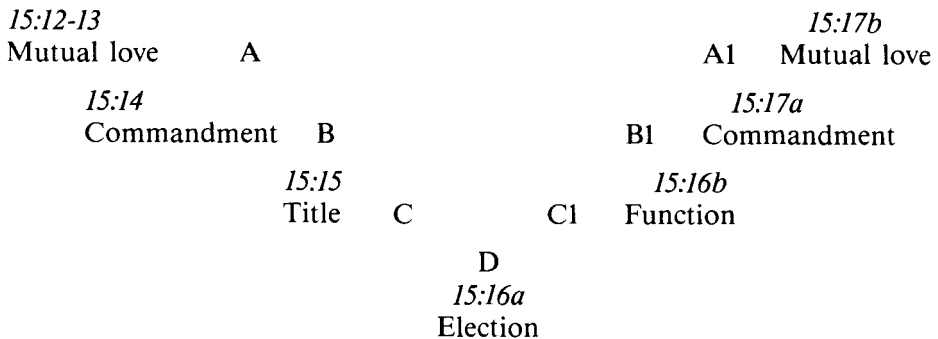 15:12-13 15:17b
Mutual love A A1 Mutual love
15:14 15:17a
Commandment B B1 Commandment
15:15 15:16b
Title C C1 Function
D
15:16a
Election